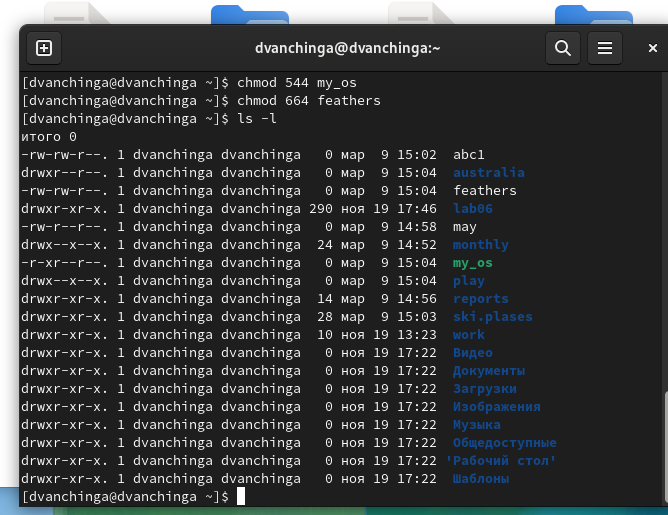 dvanchinga@dvanchinga:~
[dvanchinga@dvanchinga ~]$ chmod 544 my_os
[dvanchinga@dvanchinga ~]$ chmod 664 feathers
[dvanchinga@dvanchinga ~]$ ls -l
итого 0
-rw-rw-r--. 1 dvanchinga dvanchinga   0 мар  9 15:02  abc1
drwxr--r--. 1 dvanchinga dvanchinga   0 мар  9 15:04  australia
-rw-rw-r--. 1 dvanchinga dvanchinga   0 мар  9 15:04  feathers
drwxr-xr-x. 1 dvanchinga dvanchinga 290 ноя 19 17:46  lab06
-rw-r--r--. 1 dvanchinga dvanchinga   0 мар  9 14:58  may
drwx--x--x. 1 dvanchinga dvanchinga  24 мар  9 14:52  monthly
-r-xr--r--. 1 dvanchinga dvanchinga   0 мар  9 15:04  my_os
drwx--x--x. 1 dvanchinga dvanchinga   0 мар  9 15:04  play
drwxr-xr-x. 1 dvanchinga dvanchinga  14 мар  9 14:56  reports
drwxr-xr-x. 1 dvanchinga dvanchinga  28 мар  9 15:03  ski.plases
drwxr-xr-x. 1 dvanchinga dvanchinga  10 ноя 19 13:23  work
drwxr-xr-x. 1 dvanchinga dvanchinga   0 ноя 19 17:22  Видео
drwxr-xr-x. 1 dvanchinga dvanchinga   0 ноя 19 17:22  Документы
drwxr-xr-x. 1 dvanchinga dvanchinga   0 ноя 19 17:22  Загрузки
drwxr-xr-x. 1 dvanchinga dvanchinga   0 ноя 19 17:22  Изображения
drwxr-xr-x. 1 dvanchinga dvanchinga   0 ноя 19 17:22  Музыка
drwxr-xr-x. 1 dvanchinga dvanchinga   0 ноя 19 17:22  Общедоступные
drwxr-xr-x. 1 dvanchinga dvanchinga   0 ноя 19 17:22 'Рабочий стол'
drwxr-xr-x. 1 dvanchinga dvanchinga   0 ноя 19 17:22  Шаблоны
[dvanchinga@dvanchinga ~]$